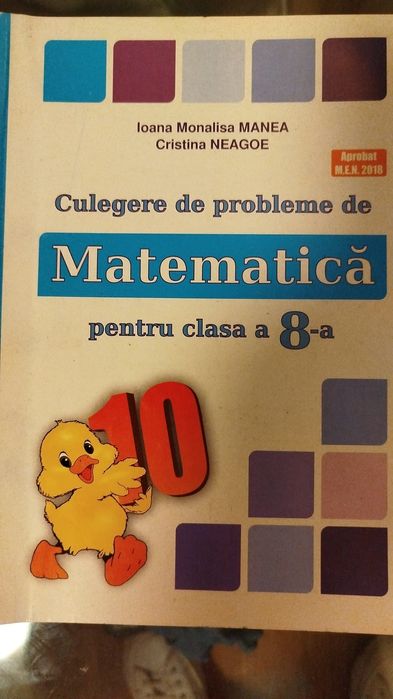 Ioana Monalisa MANEA
Cristina NEAGOE
Aprobat
M.E.N. 2018
Culegere de probleme de
Matematică
pentru clasa a 8-a
10